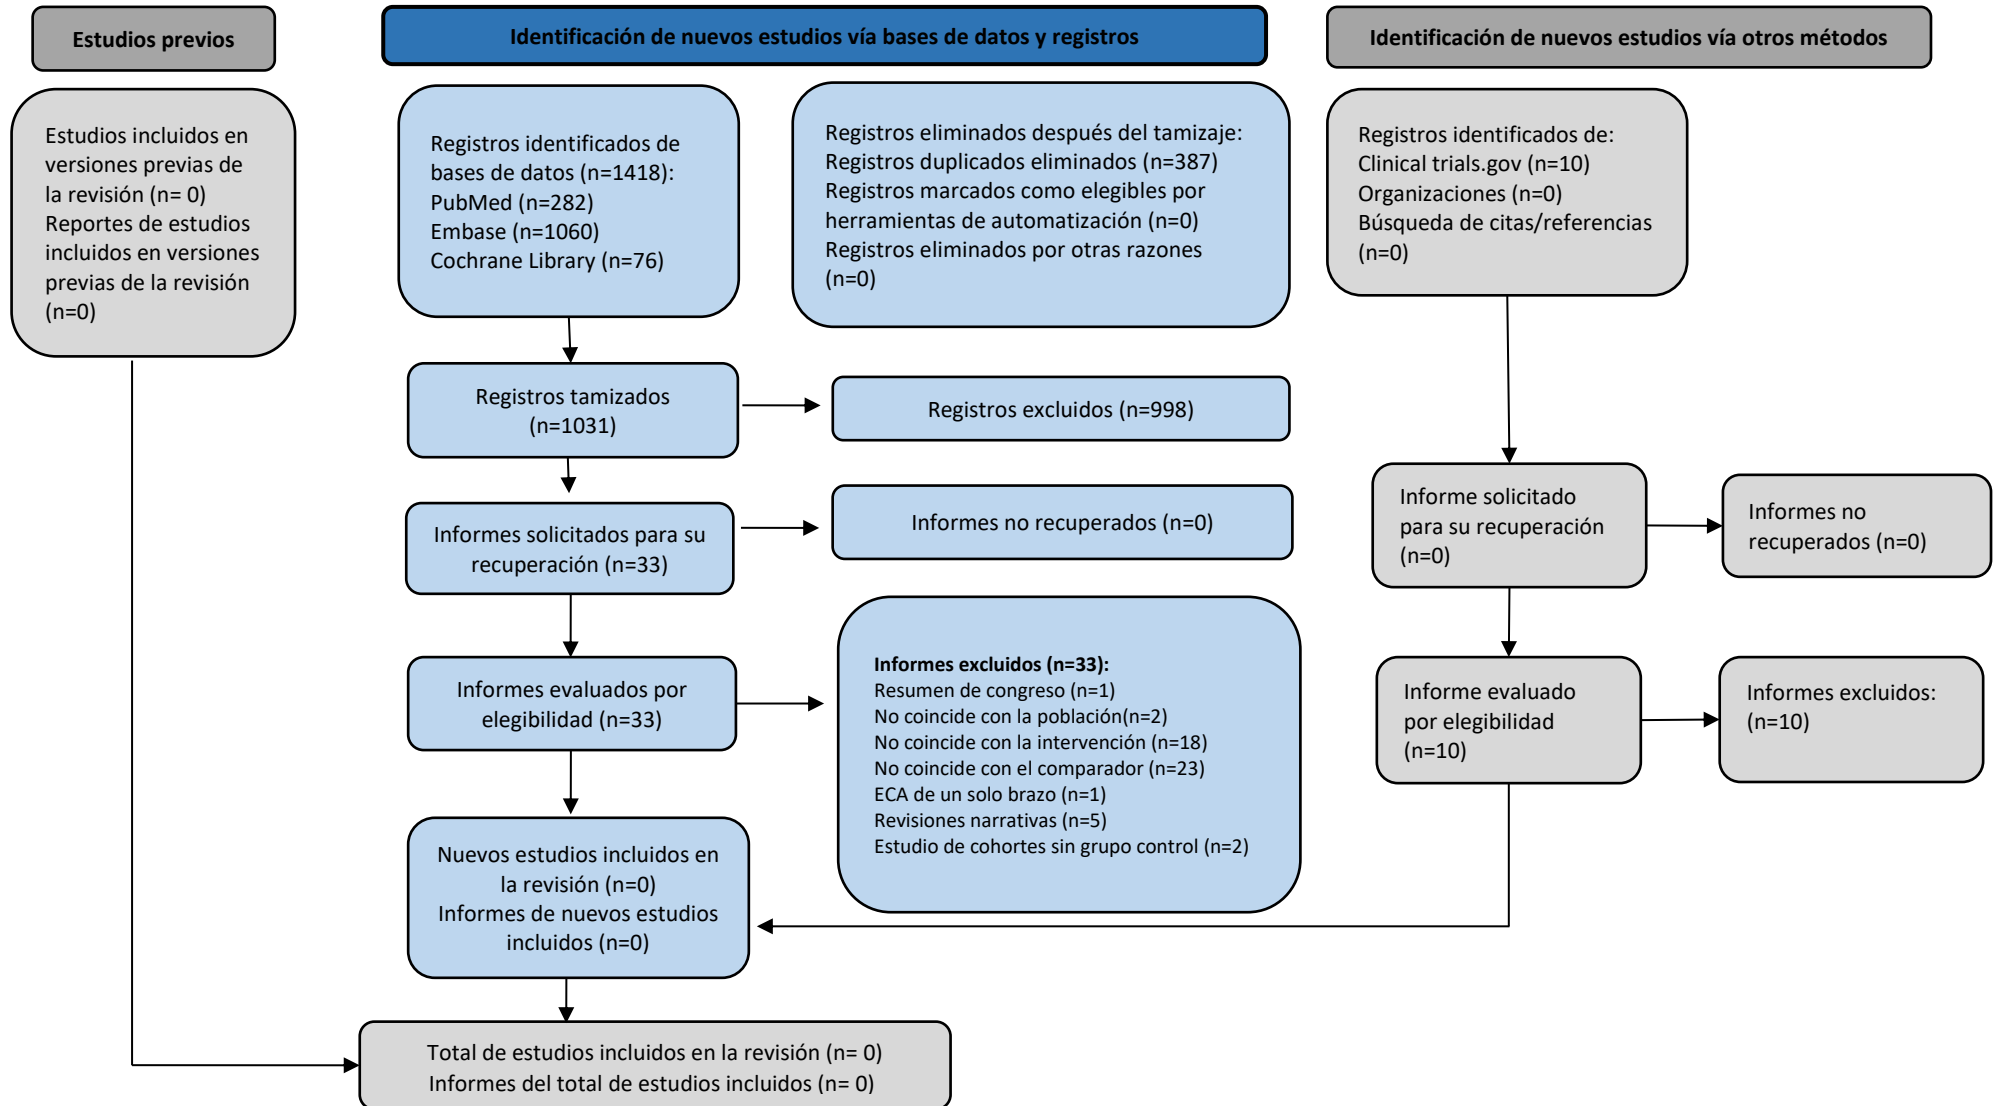 Estudios previos
Identificación de nuevos estudios vía bases de datos y registros
Identificación de nuevos estudios vía otros métodos
Estudios incluidos en
versiones previas de
la revisión (n= 0)
Reportes de estudios
incluidos en versiones
previas de la revisión
(n=0)
Registros identificados de
bases de datos (n=1418):
PubMed (n=282)
Embase (n=1060)
Cochrane Library (n=76)
Registros eliminados después del tamizaje:
Registros duplicados eliminados (n=387)
Registros marcados como elegibles por
herramientas de automatización (n=0)
Registros eliminados por otras razones
(n=0)
Registros identificados de:
Clinical trials.gov (n=10)
Organizaciones (n=0)
Búsqueda de citas/referencias
(n=0)
Registros tamizados
(n=1031)
Registros excluidos (n=998)
Informes solicitados para su
recuperación (n=33)
Informes no recuperados (n=0)
Informe solicitado
para su recuperación
(n=0)
Informes no
recuperados (n=0)
Informes evaluados por
elegibilidad (n=33)
Informes excluidos (n=33):
Resumen de congreso (n=1)
No coincide con la población(n=2)
No coincide con la intervención (n=18)
No coincide con el comparador (n=23)
ECA de un solo brazo (n=1)
Revisiones narrativas (n=5)
Estudio de cohortes sin grupo control (n=2)
Informe evaluado
por elegibilidad
(n=10)
Informes excluidos:
(n=10)
Nuevos estudios incluidos en
la revisión (n=0)
Informes de nuevos estudios
incluidos (n=0)
Total de estudios incluidos en la revisión (n= 0)
Informes del total de estudios incluidos (n= 0)